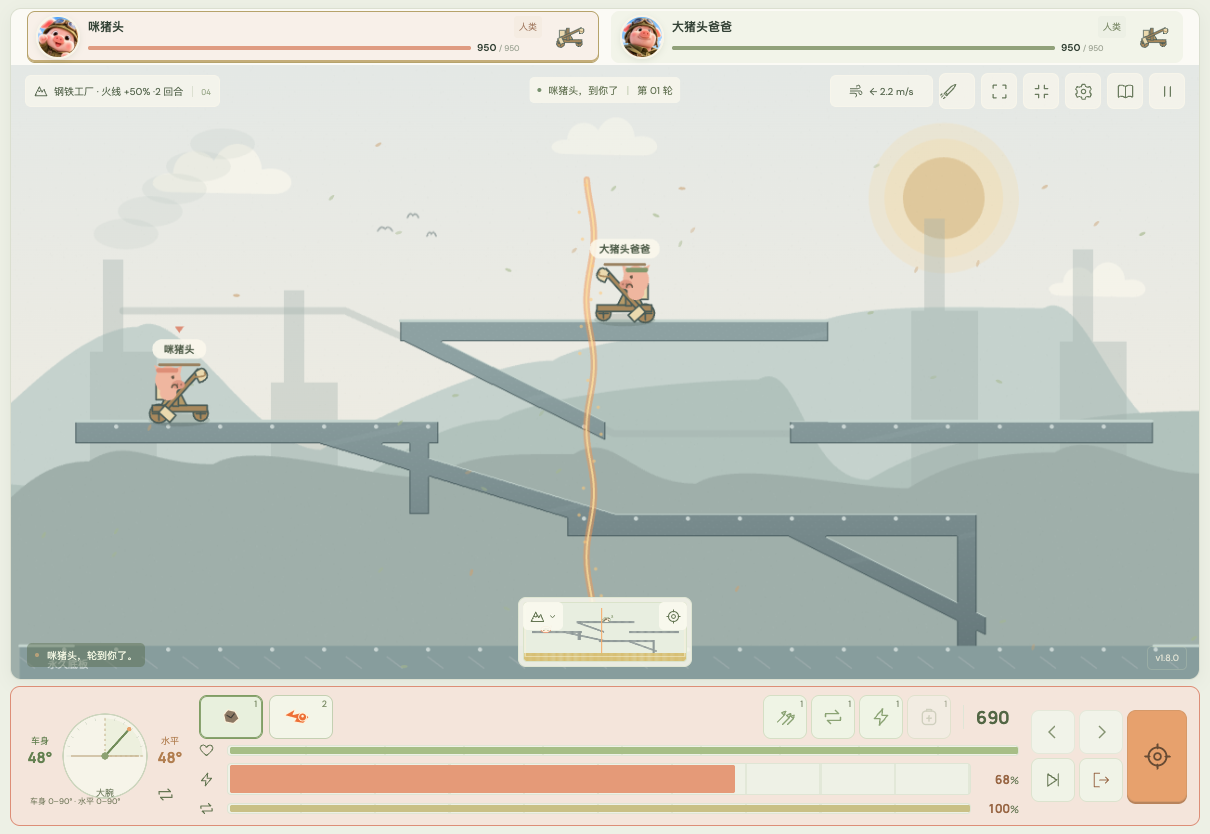 咪猪头
人类
950 / 950
大猪头爸爸
人类
950 / 950
钢铁工厂 · 火线 +50% ·2 回合 04
咪猪头，到你了 第 01 轮
← 2.2 m/s
大猪头爸爸
咪猪头
咪猪头，轮到你了。
v1.8.0
1
2
1
1
1
1
690
车身
48°
水平
48°
大腕
车身 0–90° · 水平 0–90°
68%
100%